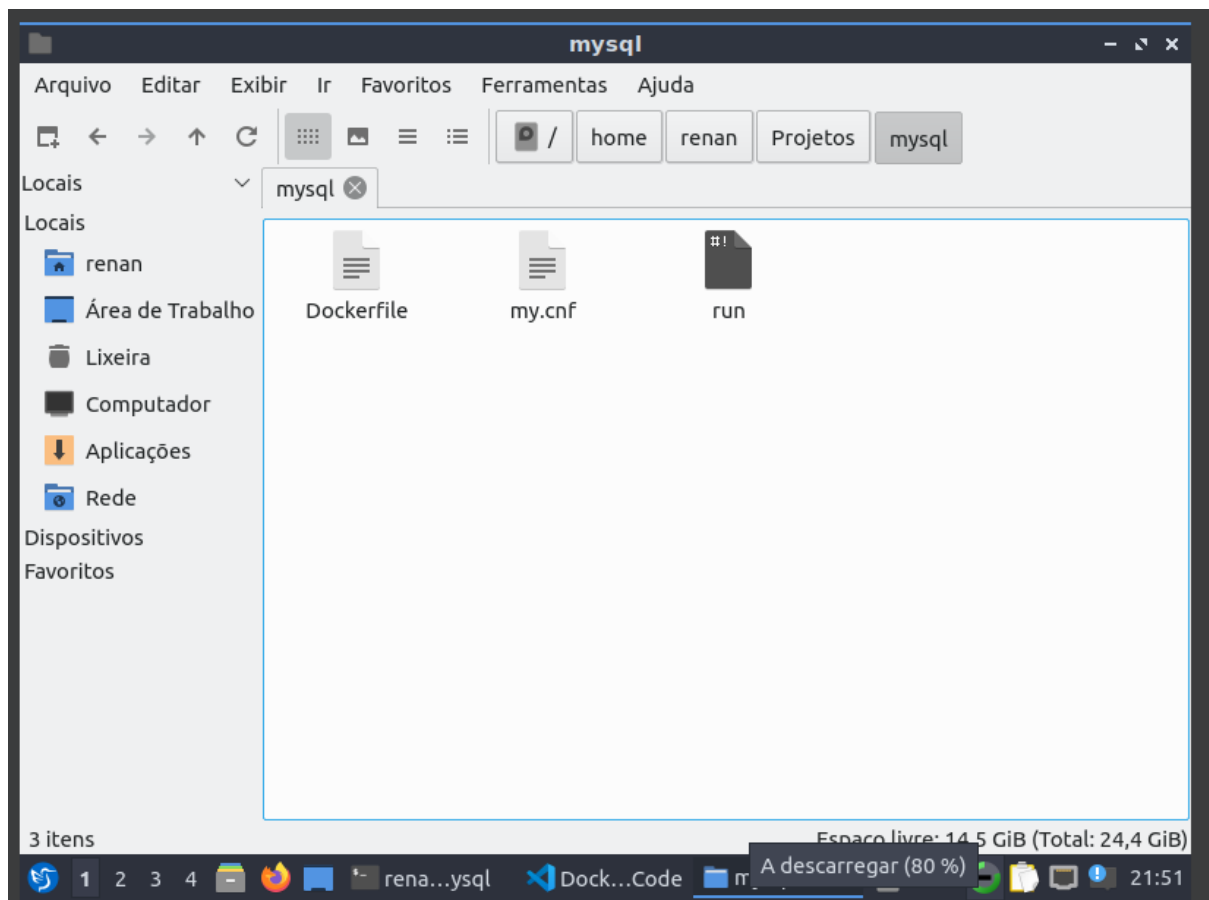 mysql
Arquivo Editar Exibir Ir Favoritos Ferramentas Ajuda
/ home renan Projetos mysql
Locais
mysql
Locais
renan
Área de Trabalho
Lixeira
Computador
Aplicações
Rede
Dispositivos
Favoritos
#!
Dockerfile my.cnf run
3 itens
Espaço livre: 14,5 GiB (Total: 24,4 GiB)
A descarregar (80 %)
1 2 3 4 rena...ysql Dock...Code 21:51